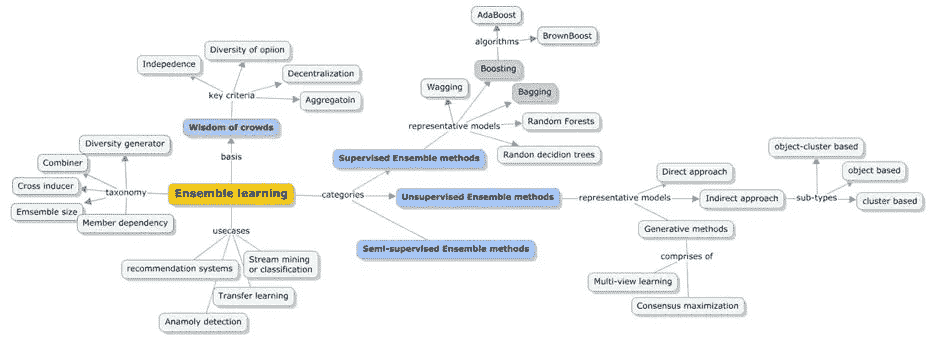 AdaBoost
BrownBoost
algorithms
Diversity of opiion
Indepedence
Boosting
Decentralization
Wagging
Bagging
key criteria
Aggregatoin
Random Forests
Wisdom of crowds
representative models
Diversity generator
Randon decidion trees
object-cluster based
basis
Supervised Ensemble methods
Combiner
Direct approach
object based
Cross inducer
taxonomy
Ensemble learning
categories
Unsupervised Ensemble methods
representative models
Indirect approach
sub-types
cluster based
Emsemble size
Member dependency
Generative methods
usecases
Semi-supervised Ensemble methods
Stream mining
or classification
comprises of
recommendation systems
Multi-view learning
Transfer learning
Consensus maximization
Anamoly detection